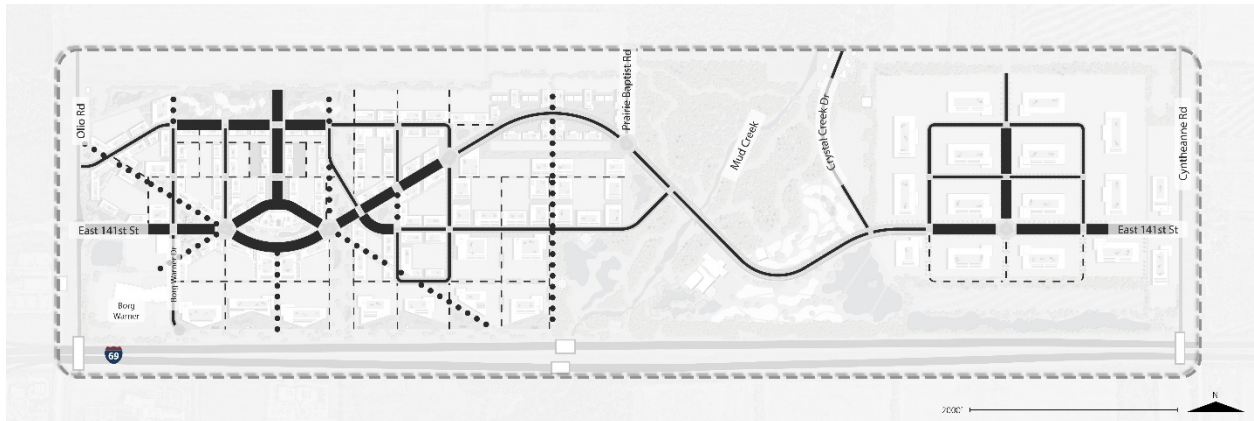 Olio Rd
Prairie Baptist Rd
Mud Creek
Crystal Creek Dr
Cyntheanne Rd
East 141st St
East 141st St
Borg Warner Dr
Borg
Warner
69
N
2000'